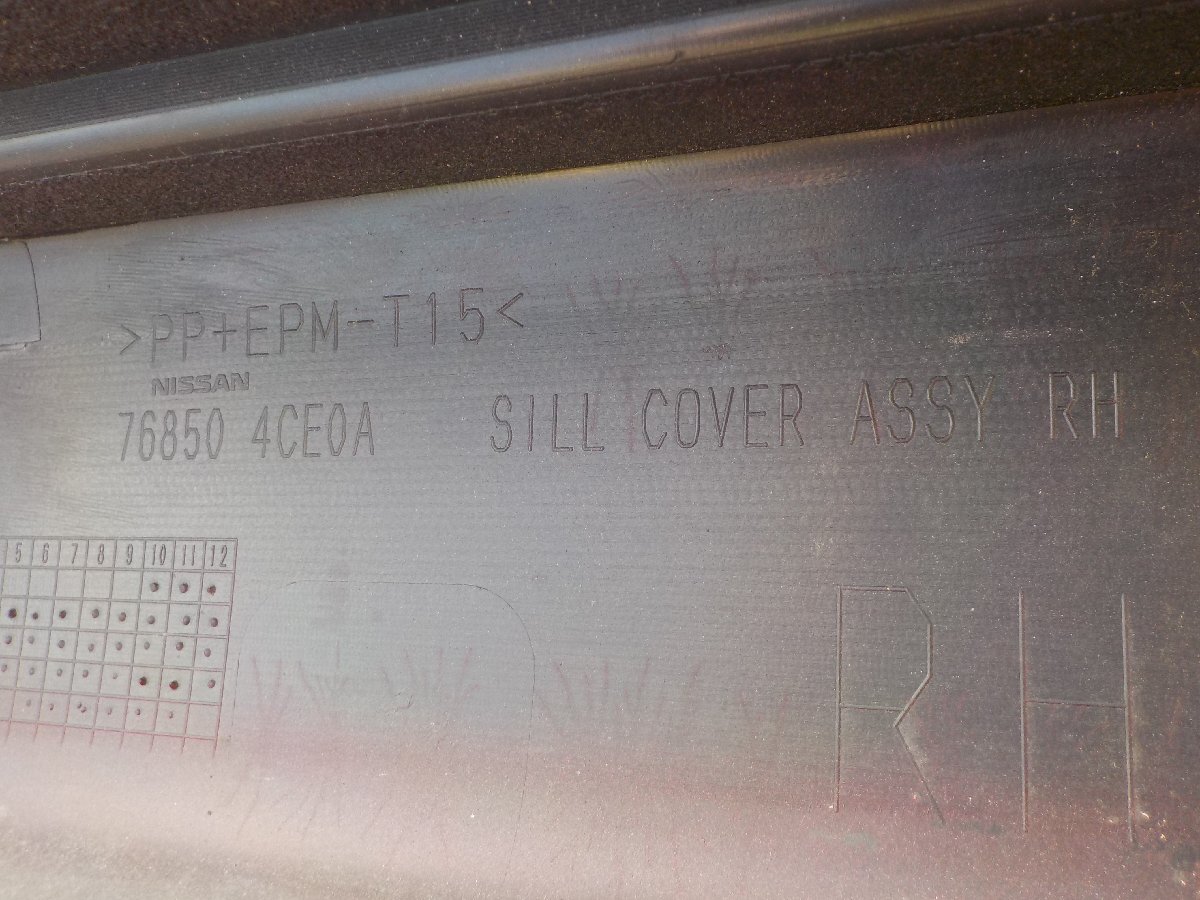 >PP+EPM-T15<
NISSAN
76850 4CE0A SILL COVER ASSY RH
5 6 7 8 9 10 11 12
RH